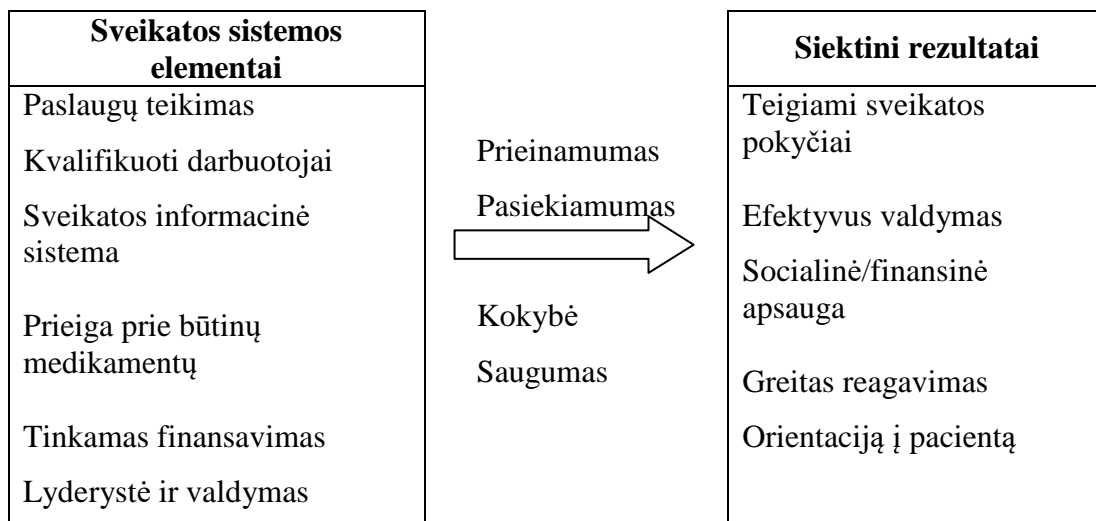 Sveikatos sistemos
elementai
Paslaugų teikimas
Kvalifikuoti darbuotojai
Sveikatos informacinė
sistema
Prieiga prie būtinų
medikamentų
Tinkamas finansavimas
Lyderystė ir valdymas
Prieinamumas
Pasiekiamumas
Kokybė
Saugumas
Siektini rezultatai
Teigiami sveikatos
pokyčiai
Efektyvus valdymas
Socialinė/finansinė
apsauga
Greitas reagavimas
Orientaciją į pacientą